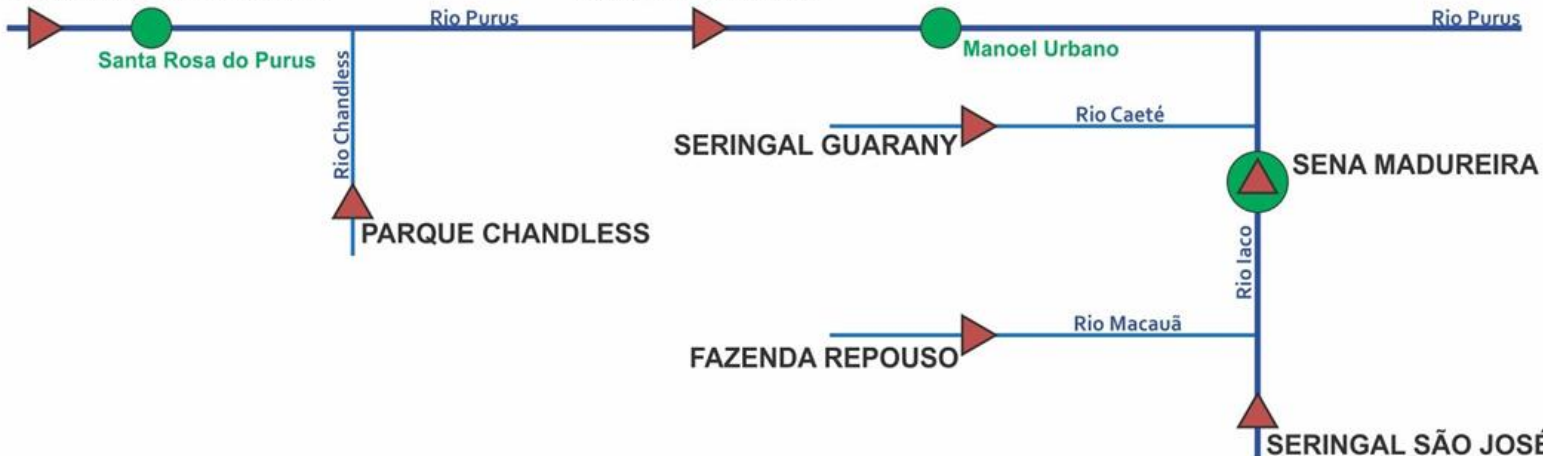 Rio Purus
Rio Purus
Santa Rosa do Purus
Manoel Urbano
Rio Chandless
Rio Caeté
SERINGAL GUARANY
SENA MADUREIRA
PARQUE CHANDLESS
Rio Iaco
Rio Macauã
FAZENDA REPOUSO
SERINGAL SÃO JOSÉ